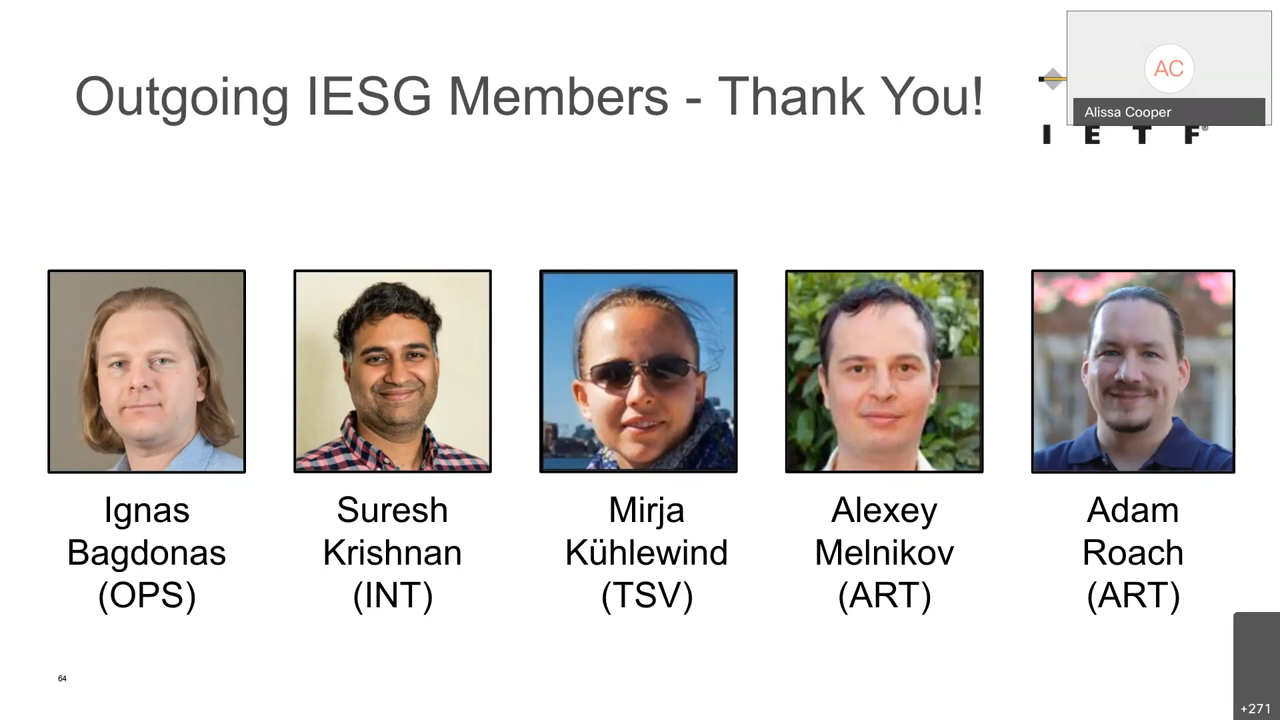 Outgoing IESG Members - Thank You!
AC
Alissa Cooper
I E T F®
Ignas
Bagdonas
(OPS)
Suresh
Krishnan
(INT)
Mirja
Kühlewind
(TSV)
Alexey
Melnikov
(ART)
Adam
Roach
(ART)
64
+271